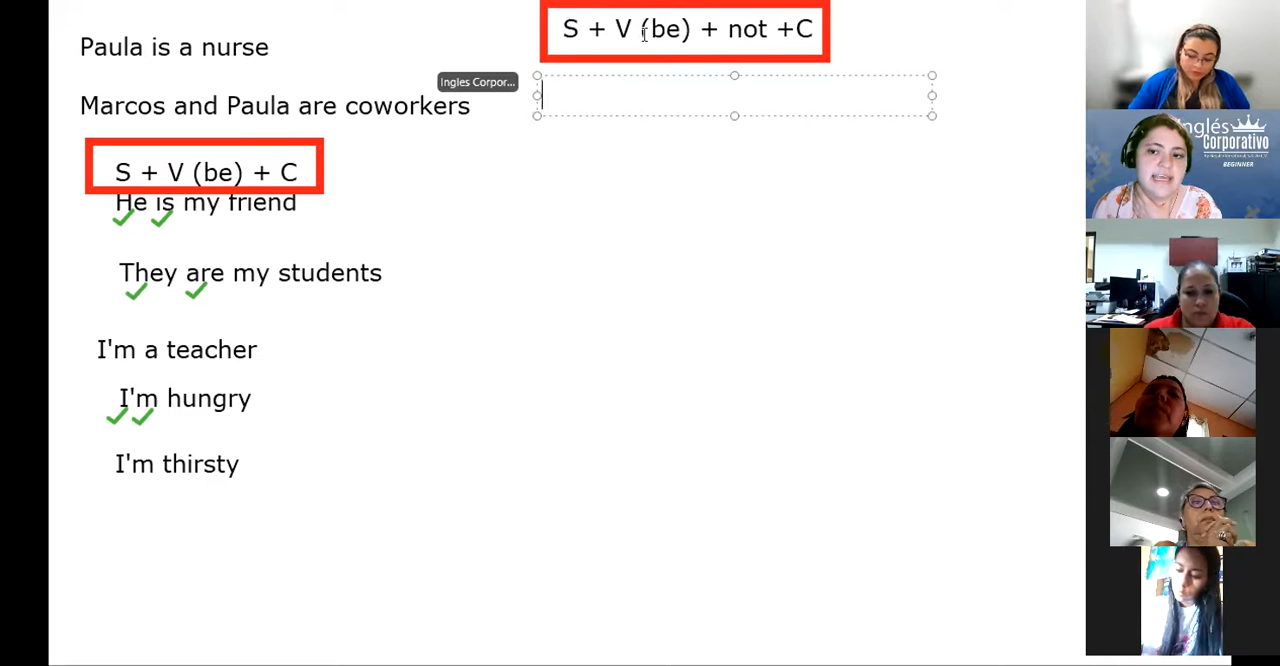 Paula is a nurse
Marcos and Paula are coworkers
S + V (be) + C
He is my friend
They are my students
I'm a teacher
I'm hungry
I'm thirsty
S + V (be) + not +C
Ingles Corpor...
Inglés
Corporativo
BEGINNER